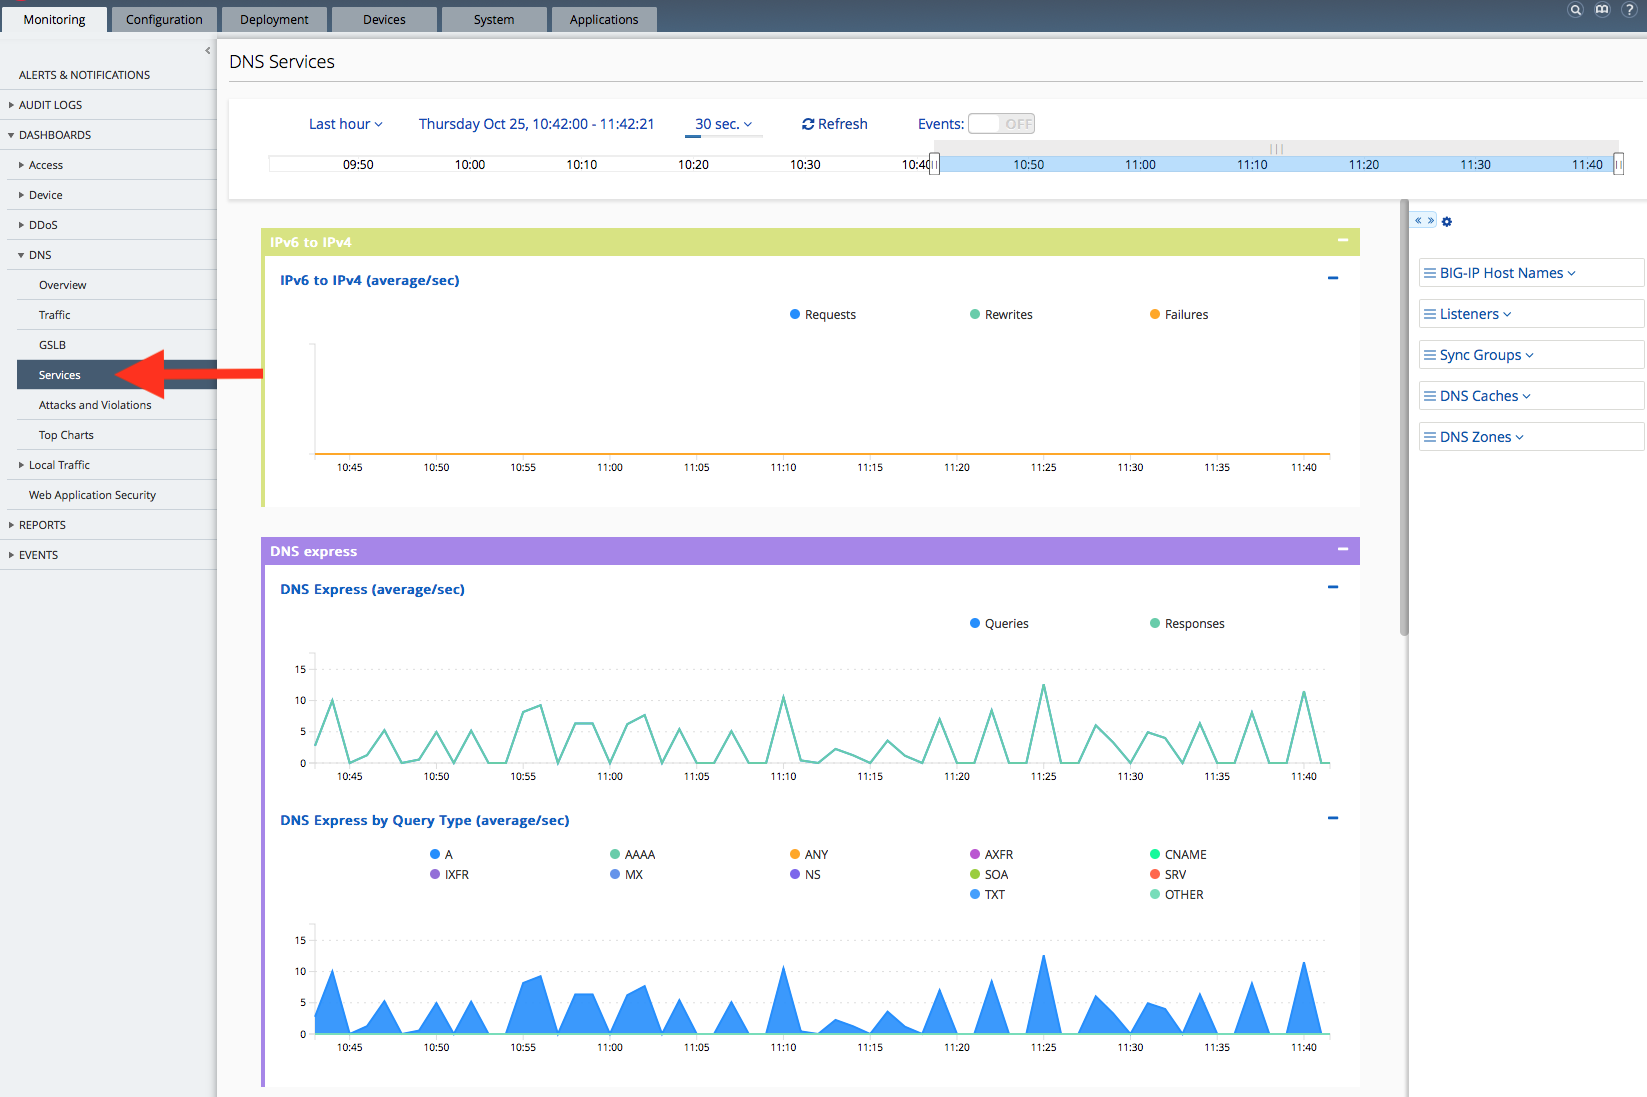 Monitoring Configuration Deployment Devices System Applications
ALERTS & NOTIFICATIONS
AUDIT LOGS
DASHBOARDS
Access
Device
DDoS
DNS
Overview
Traffic
GSLB
Services
Attacks and Violations
Top Charts
Local Traffic
Web Application Security
REPORTS
EVENTS
DNS Services
Last hour Thursday Oct 25, 10:42:00 - 11:42:21 30 sec. Refresh Events: OFF
09:50 10:00 10:10 10:20 10:30 10:40 10:50 11:00 11:10 11:20 11:30 11:40
IPv6 to IPv4
IPv6 to IPv4 (average/sec)
Requests Rewrites Failures
10:45 10:50 10:55 11:00 11:05 11:10 11:15 11:20 11:25 11:30 11:35 11:40
DNS express
DNS Express (average/sec)
Queries Responses
15
10
5
0
10:45 10:50 10:55 11:00 11:05 11:10 11:15 11:20 11:25 11:30 11:35 11:40
DNS Express by Query Type (average/sec)
A AAAA ANY AXFR CNAME
IXFR MX NS SOA SRV
TXT OTHER
15
10
5
0
10:45 10:50 10:55 11:00 11:05 11:10 11:15 11:20 11:25 11:30 11:35 11:40
BIG-IP Host Names
Listeners
Sync Groups
DNS Caches
DNS Zones